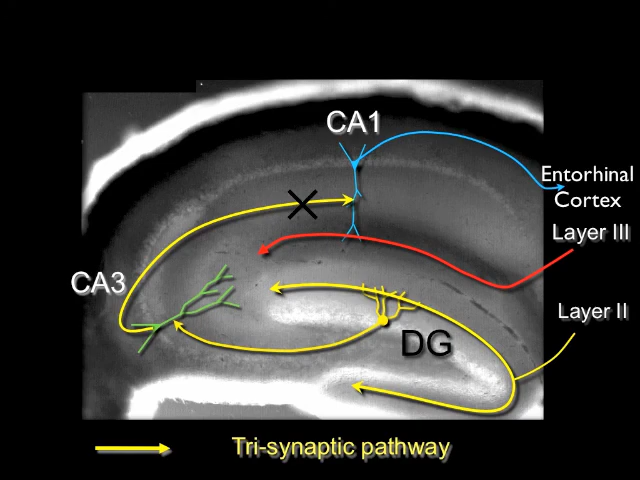 CA1
Entorhinal
Cortex
Layer III
CA3
Layer II
DG
Tri-synaptic pathway